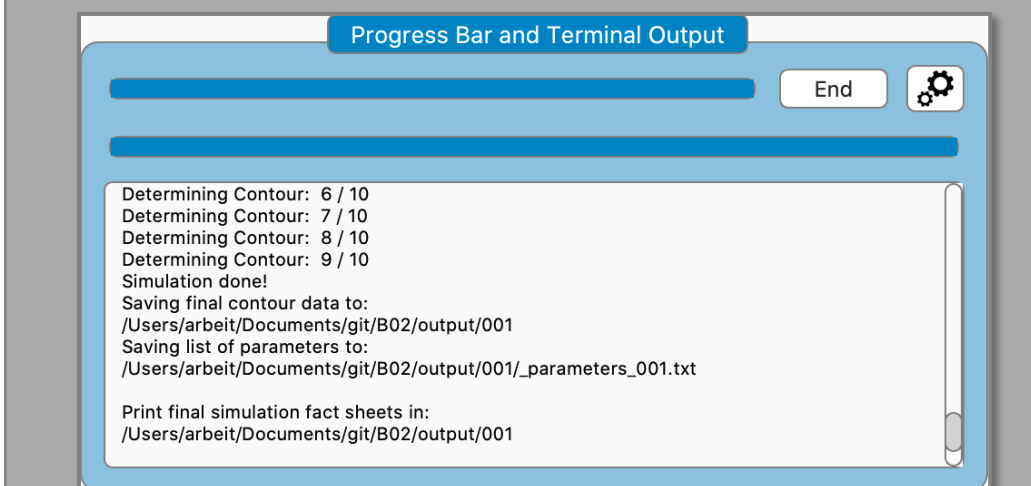 Progress Bar and Terminal Output
End
Determining Contour:  6 / 10
Determining Contour:  7 / 10
Determining Contour:  8 / 10
Determining Contour:  9 / 10
Simulation done!
Saving final contour data to:
/Users/arbeit/Documents/git/B02/output/001
Saving list of parameters to:
/Users/arbeit/Documents/git/B02/output/001/_parameters_001.txt
Print final simulation fact sheets in:
/Users/arbeit/Documents/git/B02/output/001